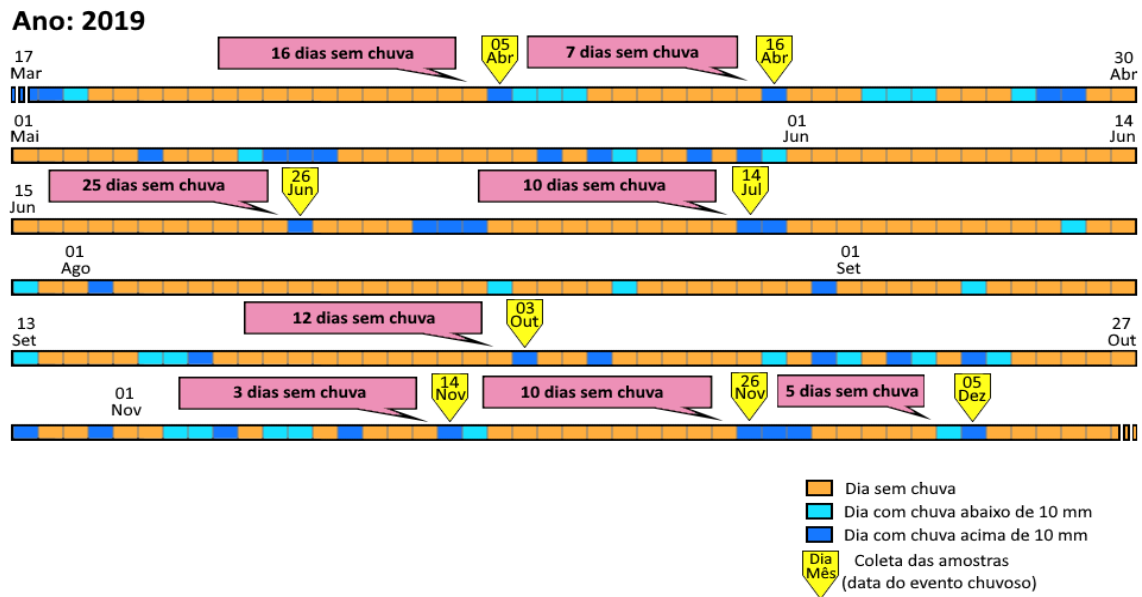 Ano: 2019
17
Mar
16 dias sem chuva
05
Abr
7 dias sem chuva
16
Abr
30
Abr
01
Mai
01
Jun
14
Jun
15
Jun
25 dias sem chuva
26
Jun
10 dias sem chuva
14
Jul
01
Ago
01
Set
13
Set
12 dias sem chuva
03
Out
27
Out
01
Nov
3 dias sem chuva
14
Nov
10 dias sem chuva
26
Nov
5 dias sem chuva
05
Dez
Dia sem chuva
Dia com chuva abaixo de 10 mm
Dia com chuva acima de 10 mm
Dia
Mês
Coleta das amostras
(data do evento chuvoso)